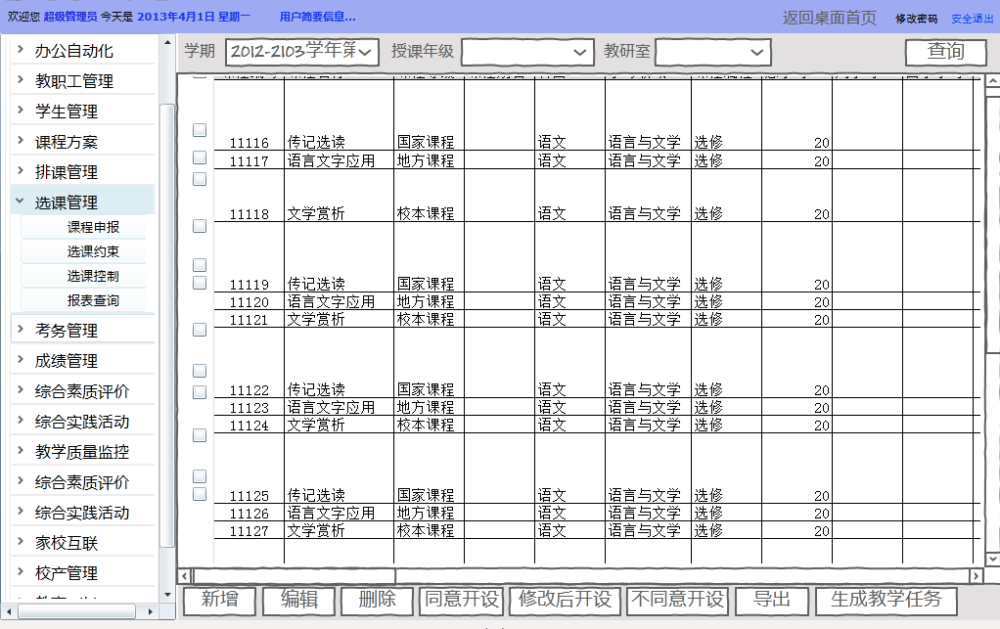 欢迎您 超级管理员 今天是 2013年4月1日 星期一 用户简要信息... 返回桌面首页 修改密码 安全退出
学期 2012-2103学年第 授课年级 教研室 查询
办公自动化
教职工管理
学生管理
课程方案
排课管理
选课管理
课程申报
选课约束
选课控制
报表查询
考务管理
成绩管理
综合素质评价
综合实践活动
教学质量监控
综合素质评价
综合实践活动
家校互联
校产管理
11116 传记选读 国家课程 语文 语言与文学 选修 20
11117 语言文字应用 地方课程 语文 语言与文学 选修 20
11118 文学赏析 校本课程 语文 语言与文学 选修 20
11119 传记选读 国家课程 语文 语言与文学 选修 20
11120 语言文字应用 地方课程 语文 语言与文学 选修 20
11121 文学赏析 校本课程 语文 语言与文学 选修 20
11122 传记选读 国家课程 语文 语言与文学 选修 20
11123 语言文字应用 地方课程 语文 语言与文学 选修 20
11124 文学赏析 校本课程 语文 语言与文学 选修 20
11125 传记选读 国家课程 语文 语言与文学 选修 20
11126 语言文字应用 地方课程 语文 语言与文学 选修 20
11127 文学赏析 校本课程 语文 语言与文学 选修 20
新增 编辑 删除 同意开设 修改后开设 不同意开设 导出 生成教学任务